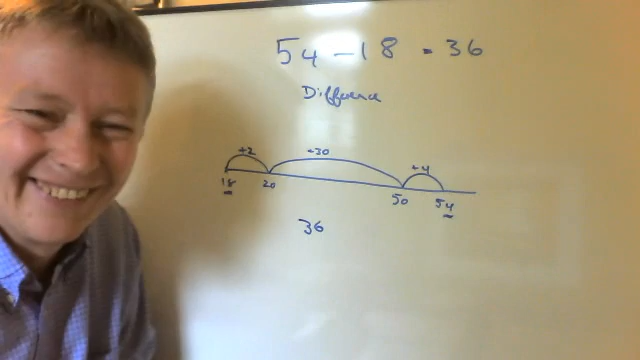 54 - 18 = 36
Difference
+2 +30 +4
18 20 50 54
36